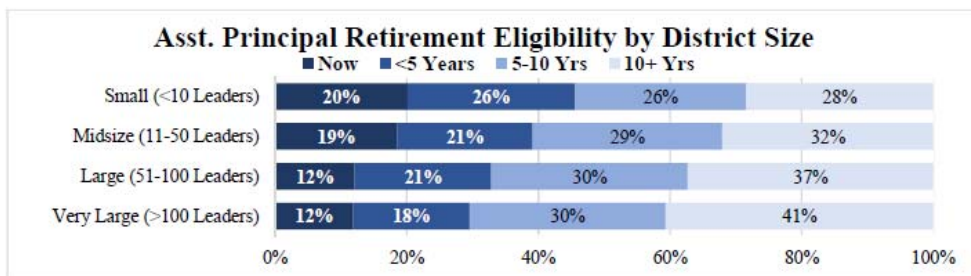 Asst. Principal Retirement Eligibility by District Size
Now <5 Years 5-10 Yrs 10+ Yrs
Small (<10 Leaders) 20% 26% 26% 28%
Midsize (11-50 Leaders) 19% 21% 29% 32%
Large (51-100 Leaders) 12% 21% 30% 37%
Very Large (>100 Leaders) 12% 18% 30% 41%
0% 20% 40% 60% 80% 100%